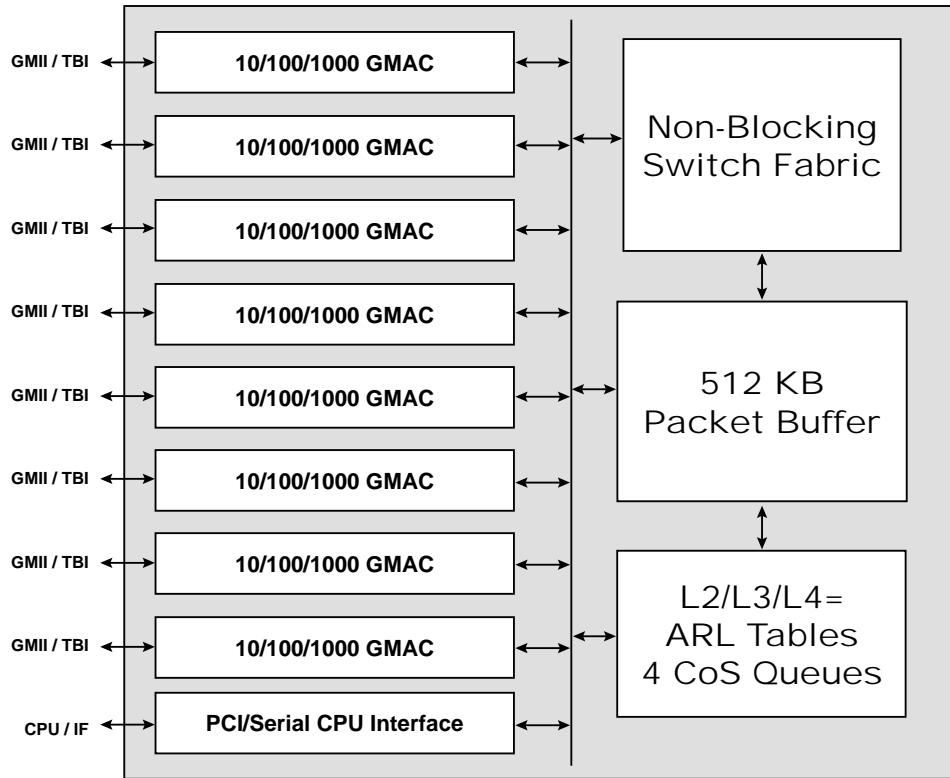 GMII / TBI
10/100/1000 GMAC
GMII / TBI
10/100/1000 GMAC
GMII / TBI
10/100/1000 GMAC
GMII / TBI
10/100/1000 GMAC
GMII / TBI
10/100/1000 GMAC
GMII / TBI
10/100/1000 GMAC
GMII / TBI
10/100/1000 GMAC
GMII / TBI
10/100/1000 GMAC
CPU / IF
PCI/Serial CPU Interface
Non-Blocking
Switch Fabric
512 KB
Packet Buffer
L2/L3/L4=
ARL Tables
4 CoS Queues